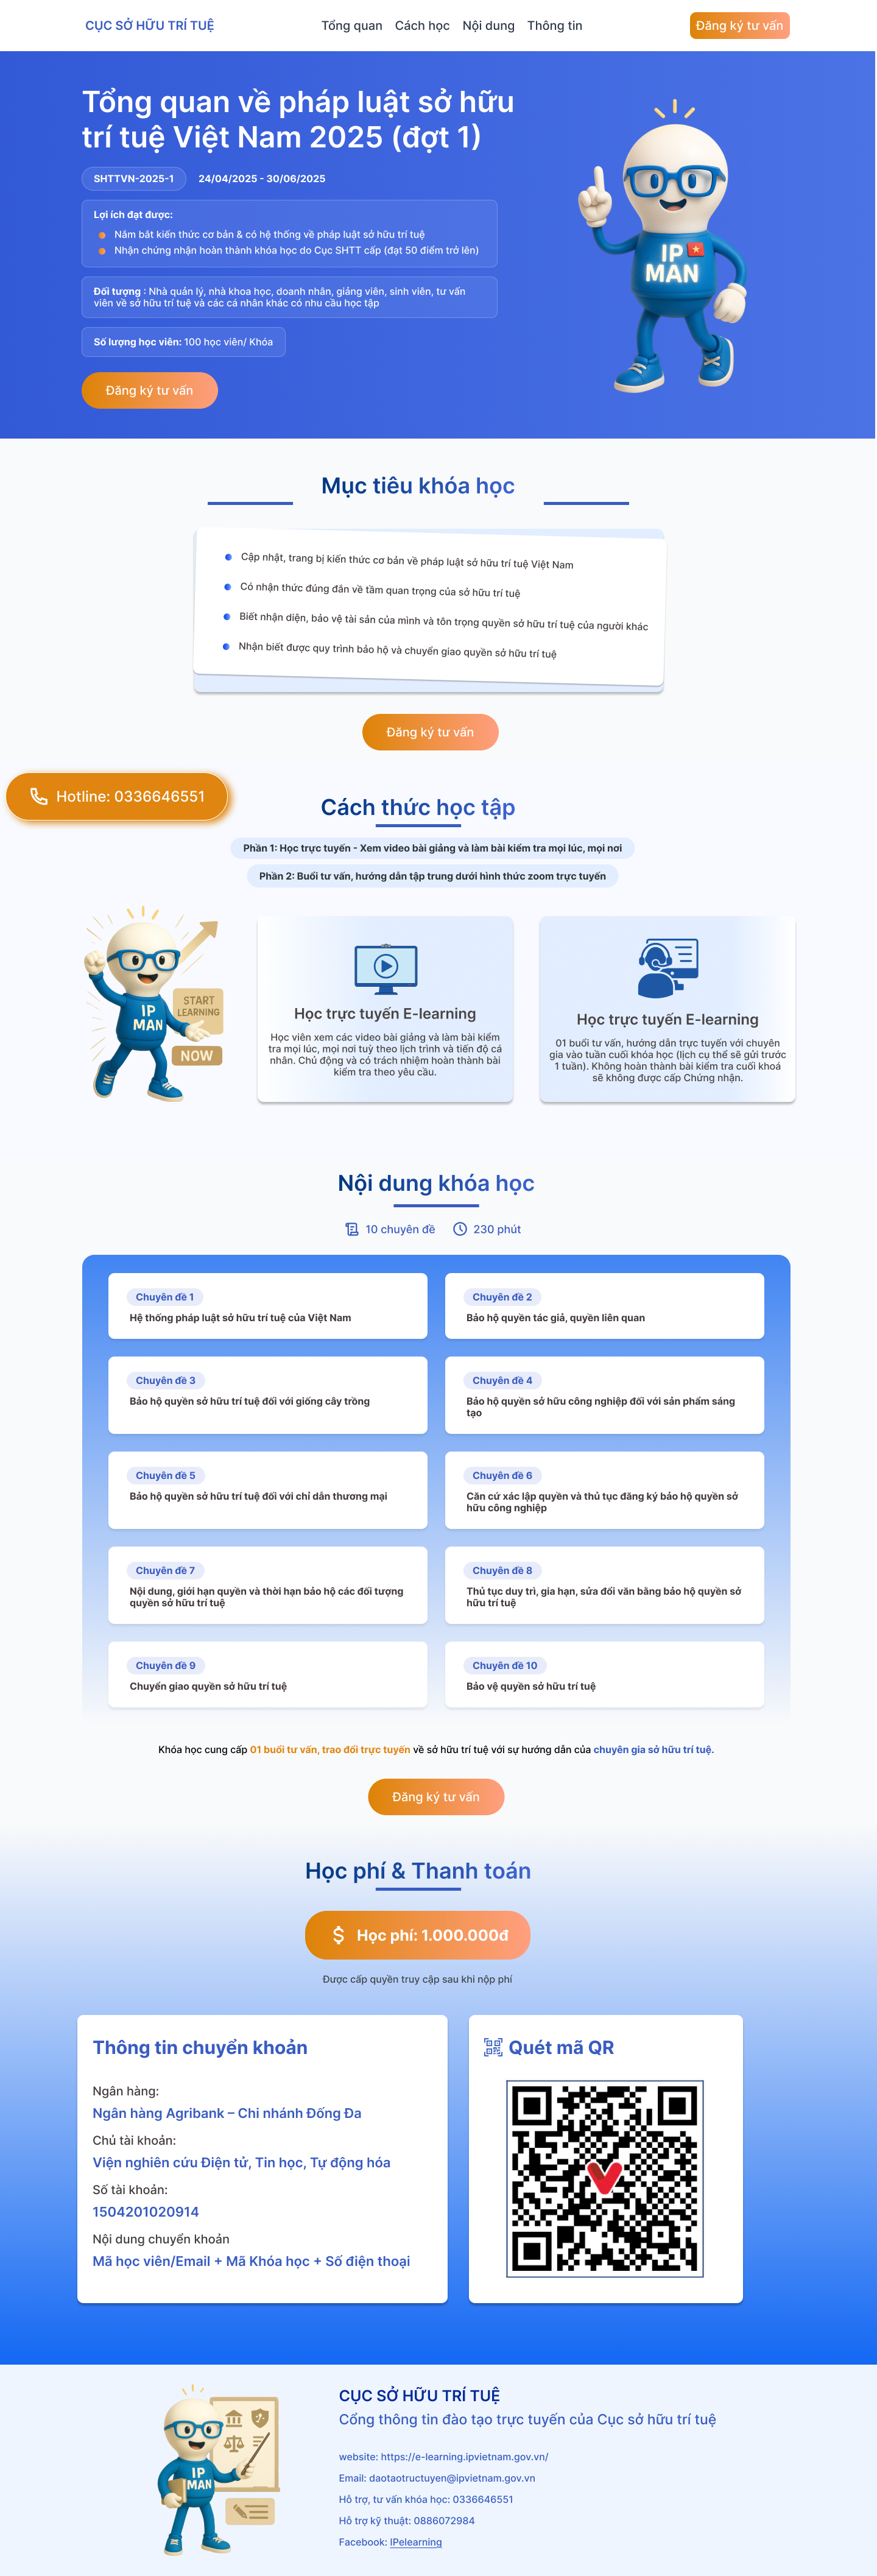 CỤC SỞ HỮU TRÍ TUỆ
Tổng quan
Cách học
Nội dung
Thông tin
Đăng ký tư vấn
Tổng quan về pháp luật sở hữu
trí tuệ Việt Nam 2025 (đợt 1)
SHTTVN-2025-1
24/04/2025 - 30/06/2025
Lợi ích đạt được:
Nắm bắt kiến thức cơ bản & có hệ thống về pháp luật sở hữu trí tuệ
Nhận chứng nhận hoàn thành khóa học do Cục SHTT cấp (đạt 50 điểm trở lên)
Đối tượng : Nhà quản lý, nhà khoa học, doanh nhân, giảng viên, sinh viên, tư vấn
viên về sở hữu trí tuệ và các cá nhân khác có nhu cầu học tập
Số lượng học viên: 100 học viên/ Khóa
Đăng ký tư vấn
IP
MAN
Mục tiêu khóa học
Cập nhật, trang bị kiến thức cơ bản về pháp luật sở hữu trí tuệ Việt Nam
Có nhận thức đúng đắn về tầm quan trọng của sở hữu trí tuệ
Biết nhận diện, bảo vệ tài sản của mình và tôn trọng quyền sở hữu trí tuệ của người khác
Nhận biết được quy trình bảo hộ và chuyển giao quyền sở hữu trí tuệ
Đăng ký tư vấn
Hotline: 0336646551
Cách thức học tập
Phần 1: Học trực tuyến - Xem video bài giảng và làm bài kiểm tra mọi lúc, mọi nơi
Phần 2: Buổi tư vấn, hướng dẫn tập trung dưới hình thức zoom trực tuyến
IP
MAN
START
LEARNING
NOW
Học trực tuyến E-learning
Học viên xem các video bài giảng và làm bài kiểm
tra mọi lúc, mọi nơi tuỳ theo lịch trình và tiến độ cá
nhân. Chủ động và có trách nhiệm hoàn thành bài
kiểm tra theo yêu cầu.
Học trực tuyến E-learning
01 buổi tư vấn, hướng dẫn trực tuyến với chuyên
gia vào tuần cuối khóa học (lịch cụ thể sẽ gửi trước
1 tuần). Không hoàn thành bài kiểm tra cuối khoá
sẽ không được cấp Chứng nhận.
Nội dung khóa học
10 chuyên đề
230 phút
Chuyên đề 1
Hệ thống pháp luật sở hữu trí tuệ của Việt Nam
Chuyên đề 2
Bảo hộ quyền tác giả, quyền liên quan
Chuyên đề 3
Bảo hộ quyền sở hữu trí tuệ đối với giống cây trồng
Chuyên đề 4
Bảo hộ quyền sở hữu công nghiệp đối với sản phẩm sáng
tạo
Chuyên đề 5
Bảo hộ quyền sở hữu trí tuệ đối với chỉ dẫn thương mại
Chuyên đề 6
Căn cứ xác lập quyền và thủ tục đăng ký bảo hộ quyền sở
hữu công nghiệp
Chuyên đề 7
Nội dung, giới hạn quyền và thời hạn bảo hộ các đối tượng
quyền sở hữu trí tuệ
Chuyên đề 8
Thủ tục duy trì, gia hạn, sửa đổi văn bằng bảo hộ quyền sở
hữu trí tuệ
Chuyên đề 9
Chuyển giao quyền sở hữu trí tuệ
Chuyên đề 10
Bảo vệ quyền sở hữu trí tuệ
Khóa học cung cấp 01 buổi tư vấn, trao đổi trực tuyến về sở hữu trí tuệ với sự hướng dẫn của chuyên gia sở hữu trí tuệ.
Đăng ký tư vấn
Học phí & Thanh toán
Học phí: 1.000.000đ
Được cấp quyền truy cập sau khi nộp phí
Thông tin chuyển khoản
Ngân hàng:
Ngân hàng Agribank – Chi nhánh Đống Đa
Chủ tài khoản:
Viện nghiên cứu Điện tử, Tin học, Tự động hóa
Số tài khoản:
1504201020914
Nội dung chuyển khoản
Mã học viên/Email + Mã Khóa học + Số điện thoại
Quét mã QR
IP
MAN
CỤC SỞ HỮU TRÍ TUỆ
Cổng thông tin đào tạo trực tuyến của Cục sở hữu trí tuệ
website: https://e-learning.ipvietnam.gov.vn/
Email: daotaotructuyen@ipvietnam.gov.vn
Hỗ trợ, tư vấn khóa học: 0336646551
Hỗ trợ kỹ thuật: 0886072984
Facebook: IPelearning